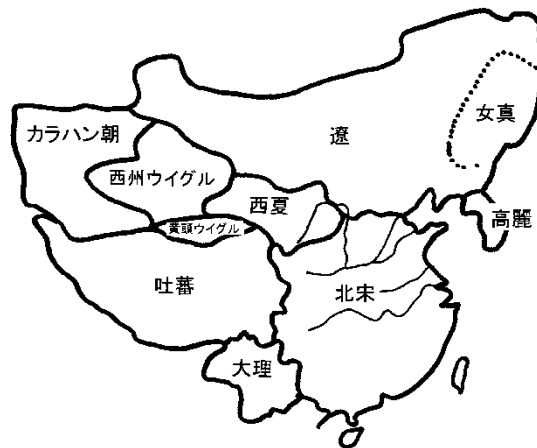 女真
遼
カラハン朝
西州ウイグル
西夏
高麗
黄頭ウイグル
吐蕃
北宋
大理